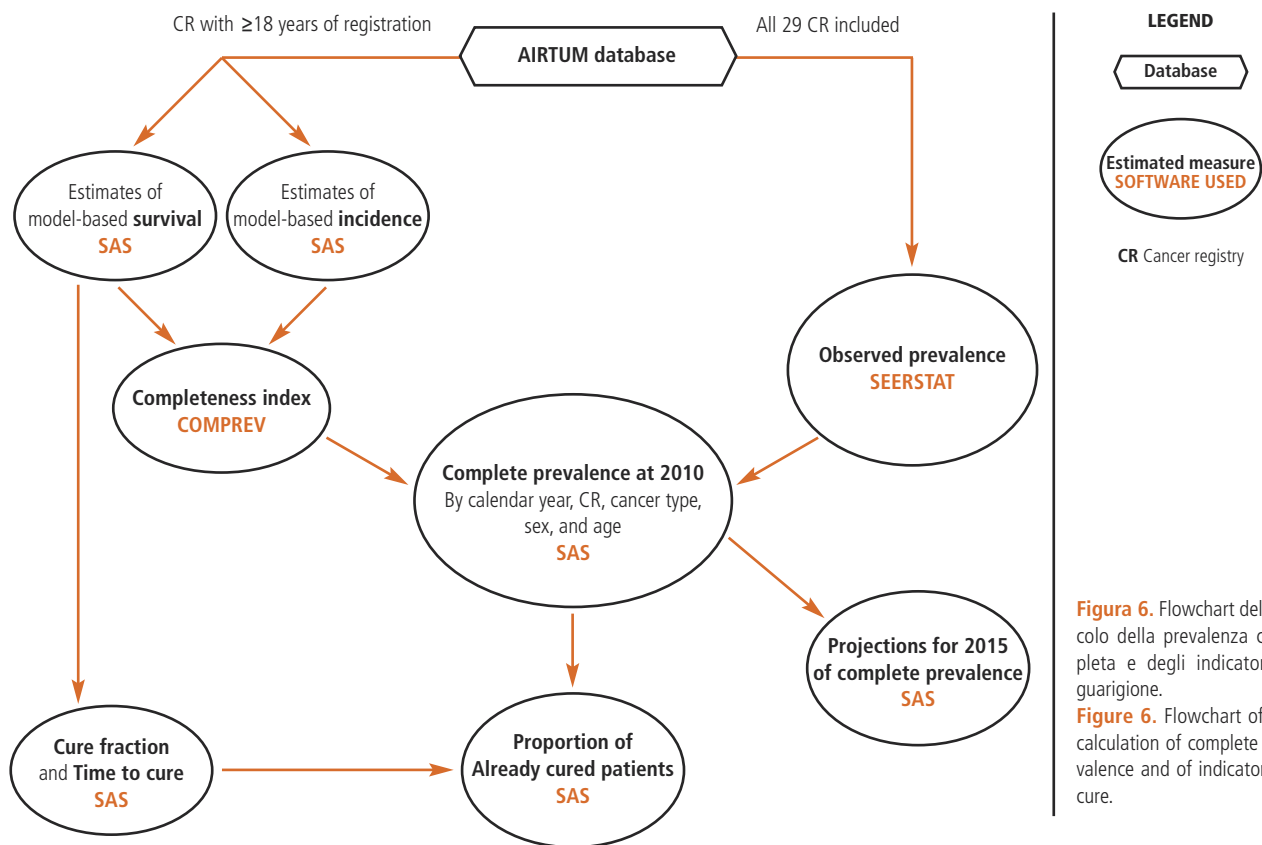 CR with ≥18 years of registration
All 29 CR included
AIRTUM database
Estimates of
model-based survival
SAS
Estimates of
model-based incidence
SAS
Completeness index
COMPREV
Observed prevalence
SEERSTAT
Complete prevalence at 2010
By calendar year, CR, cancer type,
sex, and age
SAS
Projections for 2015
of complete prevalence
SAS
Cure fraction
and Time to cure
SAS
Proportion of
Already cured patients
SAS
LEGEND
Database
Estimated measure
SOFTWARE USED
CR Cancer registry
Figura 6. Flowchart del
colo della prevalenza c
pleta e degli indicator
guarigione.
Figure 6. Flowchart of
calculation of complete
valence and of indicator
cure.